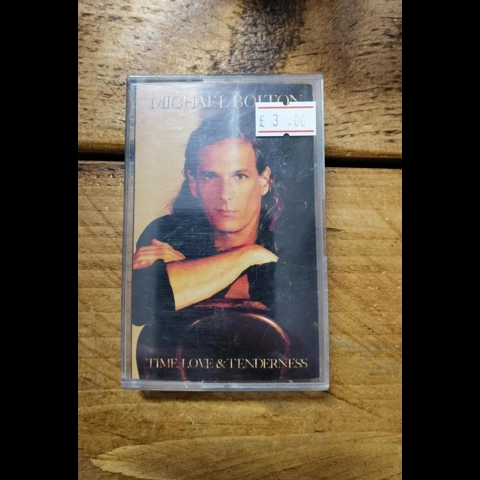 MICHAEL BOLTON
£ 3 .00
TIME, LOVE & TENDERNESS